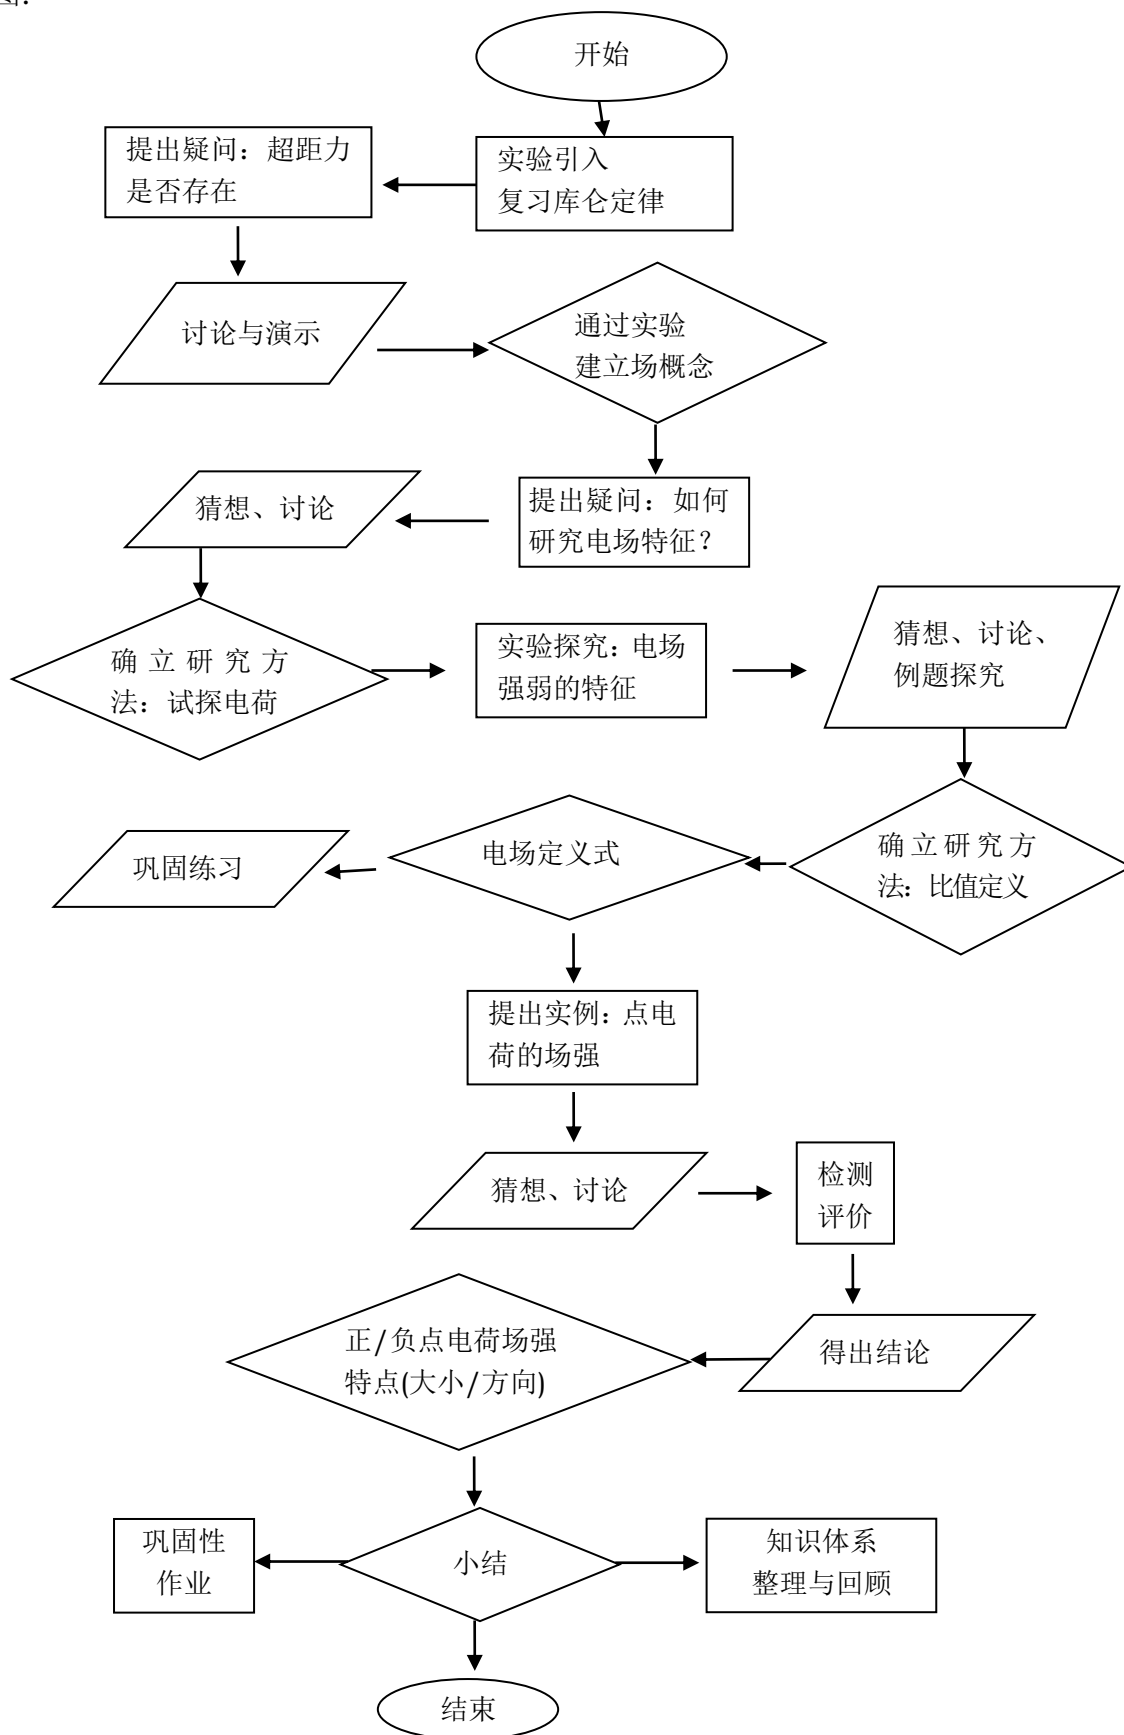 开始
实验引入
复习库仑定律
提出疑问：超距力
是否存在
讨论与演示
通过实验
建立场概念
提出疑问：如何
研究电场特征？
猜想、讨论
确立研究方
法：试探电荷
实验探究：电场
强弱的特征
猜想、讨论、
例题探究
确立研究方
法：比值定义
电场定义式
巩固练习
提出实例：点电
荷的场强
猜想、讨论
检测
评价
得出结论
正/负点电荷场强
特点(大小/方向)
小结
巩固性
作业
知识体系
整理与回顾
结束